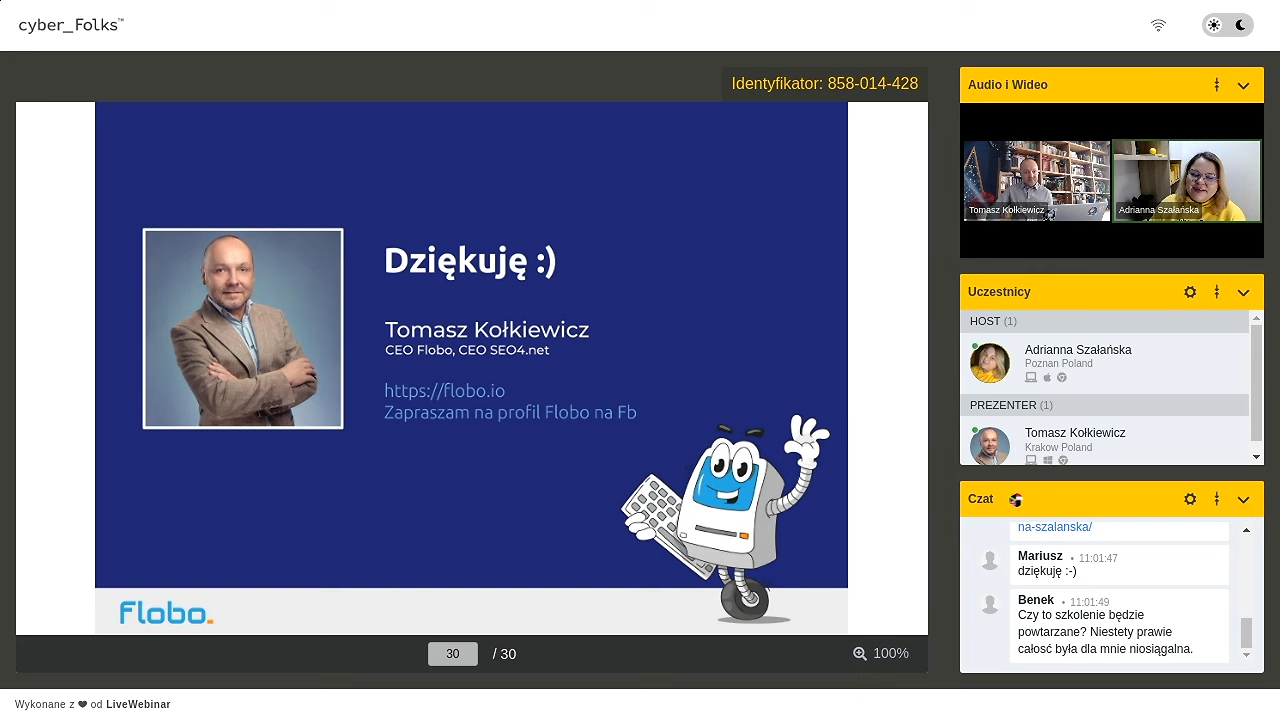 cyber_Folks™
Identyfikator: 858-014-428
Dziękuję :)
Tomasz Kołkiewicz
CEO Flobo, CEO SEO4.net
https://flobo.io
Zapraszam na profil Flobo na Fb
Flobo.
30 / 30
100%
Audio i Wideo
Tomasz Kołkiewicz
Adrianna Szałańska
Uczestnicy
HOST (1)
Adrianna Szałańska
Poznan Poland
PREZENTER (1)
Tomasz Kołkiewicz
Krakow Poland
Czat
na-szalanska/
Mariusz • 11:01:47
dziękuję :-)
Benek • 11:01:49
Czy to szkolenie będzie
powtarzane? Niestety prawie
całosć była dla mnie niosiągalna.
Wykonane z ❤ od LiveWebinar